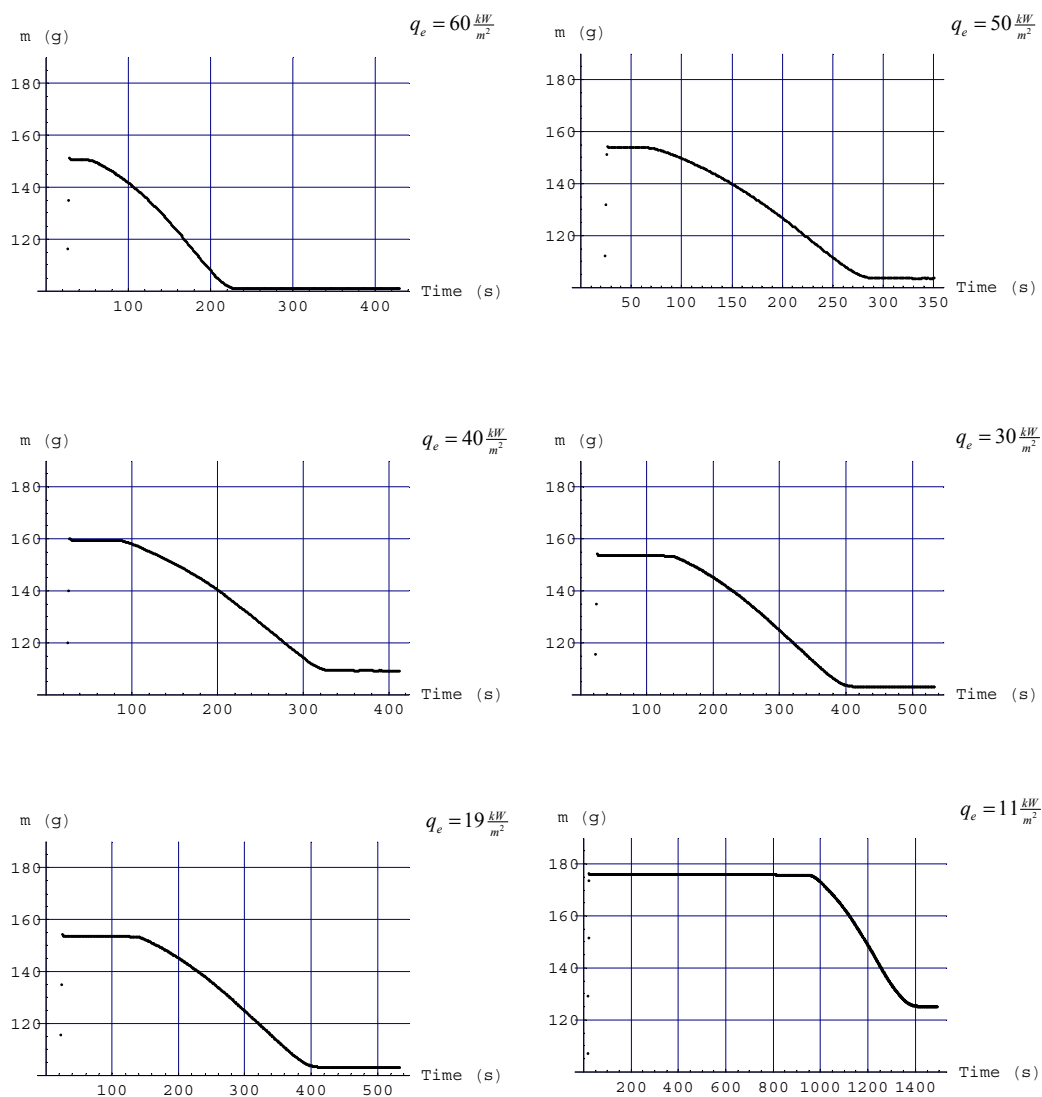 q_e = 60 kW/m²
m (g)
180
160
140
120
Time (s)
100 200 300 400
q_e = 50 kW/m²
m (g)
180
160
140
120
Time (s)
50 100 150 200 250 300 350
q_e = 40 kW/m²
m (g)
180
160
140
120
Time (s)
100 200 300 400
q_e = 30 kW/m²
m (g)
180
160
140
120
Time (s)
100 200 300 400 500
q_e = 19 kW/m²
m (g)
180
160
140
120
Time (s)
100 200 300 400 500
q_e = 11 kW/m²
m (g)
180
160
140
120
Time (s)
200 400 600 800 1000 1200 1400